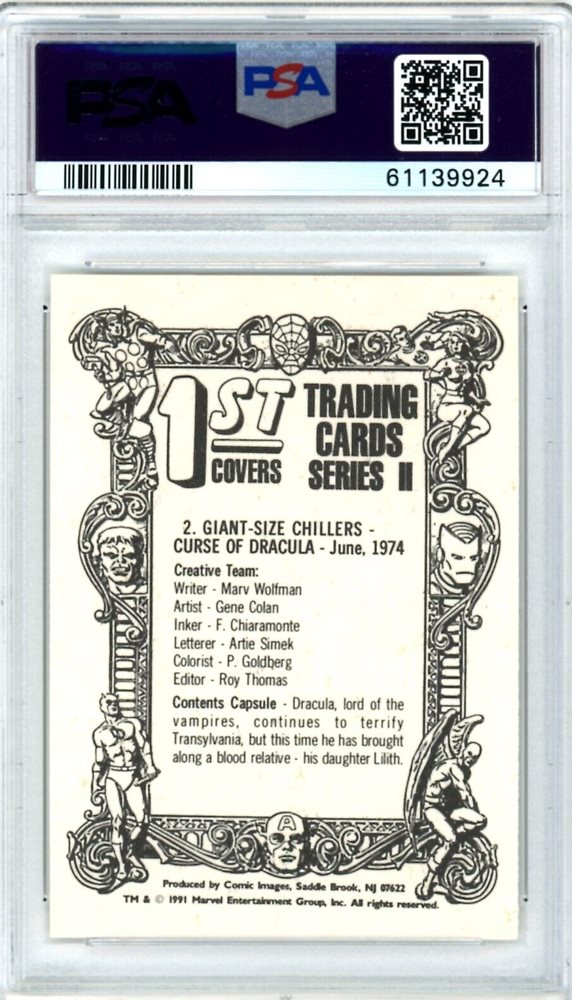 PSA
PSA
61139924
1ST
COVERS
TRADING
CARDS
SERIES II
2. GIANT-SIZE CHILLERS -
CURSE OF DRACULA - June, 1974
Creative Team:
Writer - Marv Wolfman
Artist - Gene Colan
Inker - F. Chiaramonte
Letterer - Artie Simek
Colorist - P. Goldberg
Editor - Roy Thomas
Contents Capsule - Dracula, lord of the
vampires, continues to terrify
Transylvania, but this time he has brought
along a blood relative - his daughter Lilith.
A
Produced by Comic Images, Saddle Brook, NJ 07622
TM & © 1991 Marvel Entertainment Group, Inc. All rights reserved.